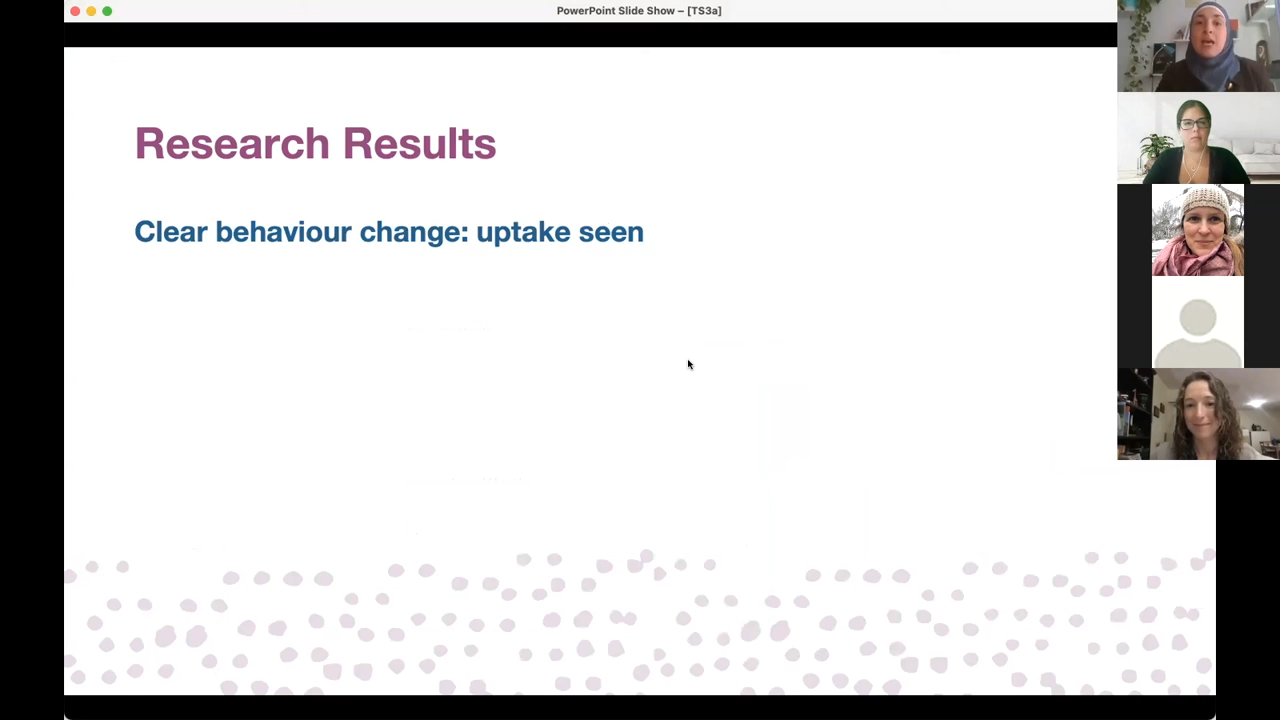 PowerPoint Slide Show – [TS3a]
Research Results
Clear behaviour change: uptake seen